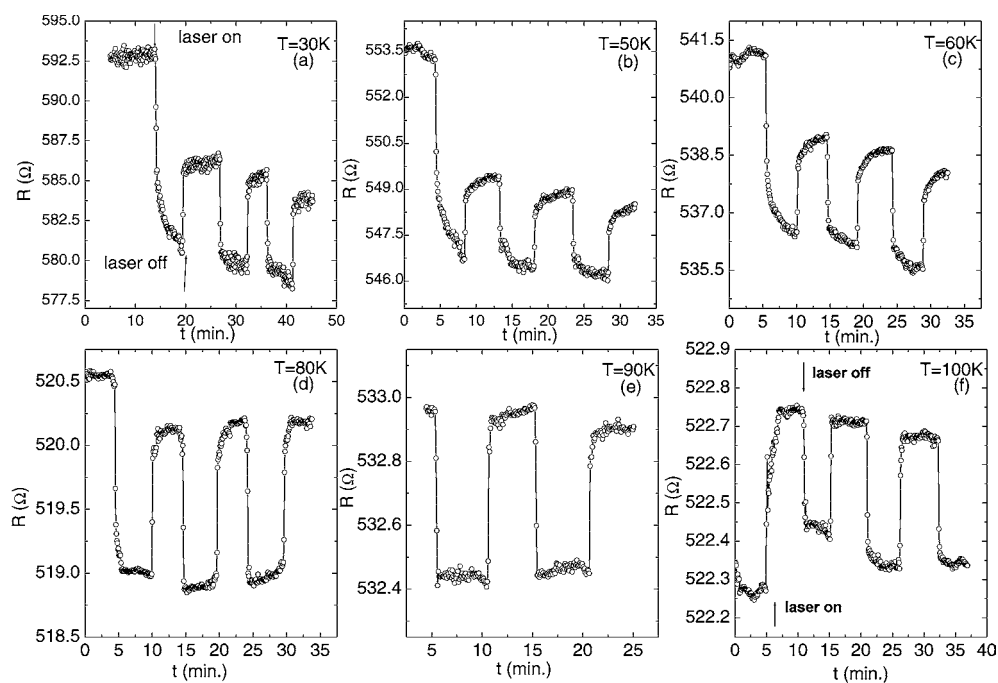 595.0
592.5
590.0
587.5
585.0
582.5
580.0
577.5
R (Ω)
laser on
T=30K
(a)
laser off
0 10 20 30 40 50
t (min.)
553.5
552.0
550.5
549.0
547.5
546.0
R (Ω)
T=50K
(b)
0 5 10 15 20 25 30 35
t (min.)
541.5
540.0
538.5
537.0
535.5
R (Ω)
T=60K
(c)
0 5 10 15 20 25 30 35
t (min.)
520.5
520.0
519.5
519.0
518.5
R (Ω)
T=80K
(d)
0 5 10 15 20 25 30 35
t (min.)
533.0
532.8
532.6
532.4
R (Ω)
T=90K
(e)
5 10 15 20 25
t (min.)
522.9
522.8
522.7
522.6
522.5
522.4
522.3
522.2
R (Ω)
laser off
T=100K
(f)
laser on
0 5 10 15 20 25 30 35 40
t (min.)